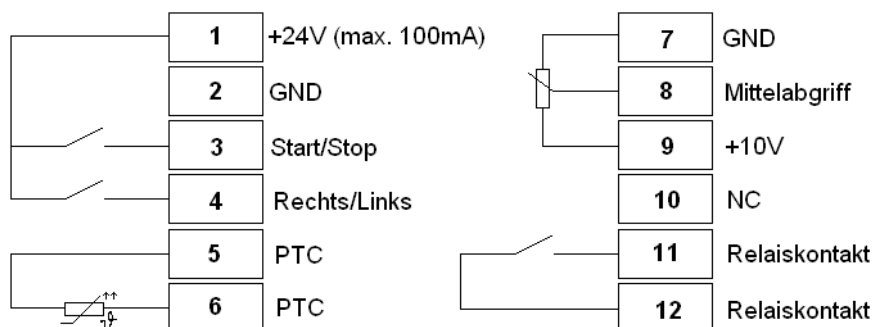 1 +24V (max. 100mA)
2 GND
3 Start/Stop
4 Rechts/Links
5 PTC
6 PTC
7 GND
8 Mittelabgriff
9 +10V
10 NC
11 Relaiskontakt
12 Relaiskontakt